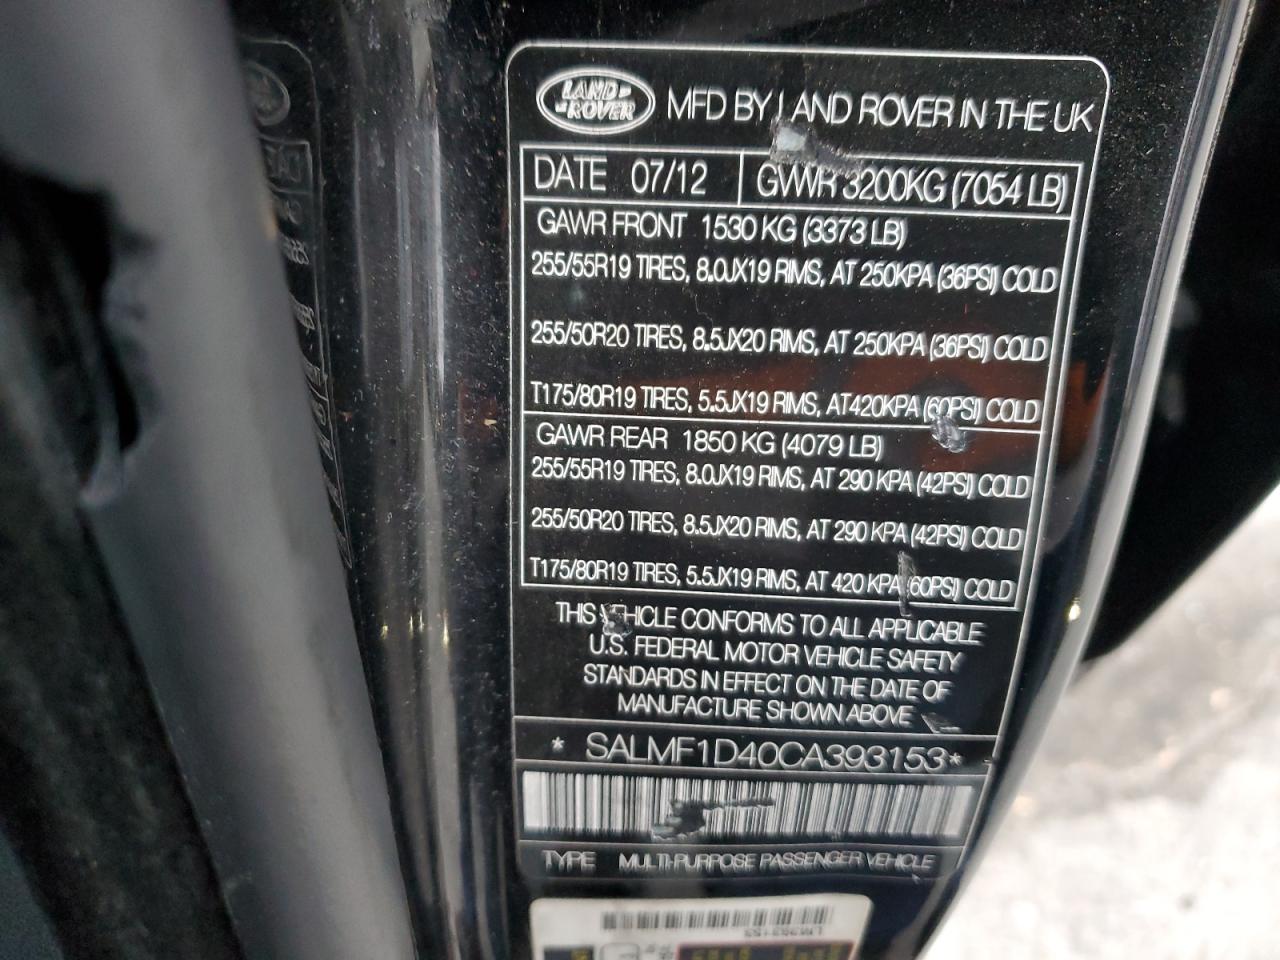 LAND ROVER
MFD BY LAND ROVER IN THE UK
DATE 07/12 GVWR 3200KG (7054 LB)
GAWR FRONT 1530 KG (3373 LB)
255/55R19 TIRES, 8.0JX19 RIMS, AT 250KPA (36PSI) COLD
255/50R20 TIRES, 8.5JX20 RIMS, AT 250KPA (36PSI) COLD
T175/80R19 TIRES, 5.5JX19 RIMS, AT 420KPA (60PSI) COLD
GAWR REAR 1850 KG (4079 LB)
255/55R19 TIRES, 8.0JX19 RIMS, AT 290 KPA (42PSI) COLD
255/50R20 TIRES, 8.5JX20 RIMS, AT 290 KPA (42PSI) COLD
T175/80R19 TIRES, 5.5JX19 RIMS, AT 420 KPA (60PSI) COLD
THIS VEHICLE CONFORMS TO ALL APPLICABLE
U.S. FEDERAL MOTOR VEHICLE SAFETY
STANDARDS IN EFFECT ON THE DATE OF
MANUFACTURE SHOWN ABOVE
* SALMF1D40CA393153*
TYPE MULTI-PURPOSE PASSENGER VEHICLE